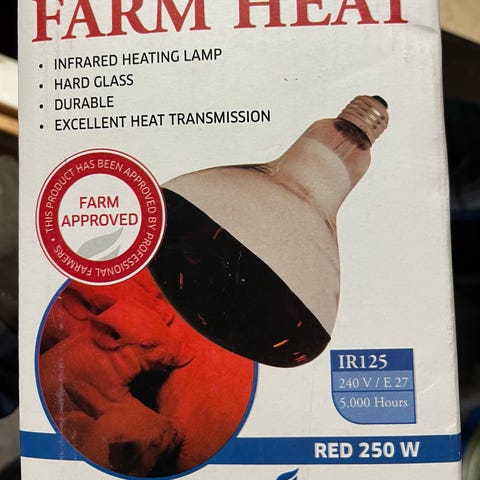 FARM HEAT
• INFRARED HEATING LAMP
• HARD GLASS
• DURABLE
• EXCELLENT HEAT TRANSMISSION
• THIS PRODUCT HAS BEEN APPROVED BY PROFESSIONAL FARMERS
FARM
APPROVED
IR125
240 V / E 27
5.000 Hours
RED 250 W